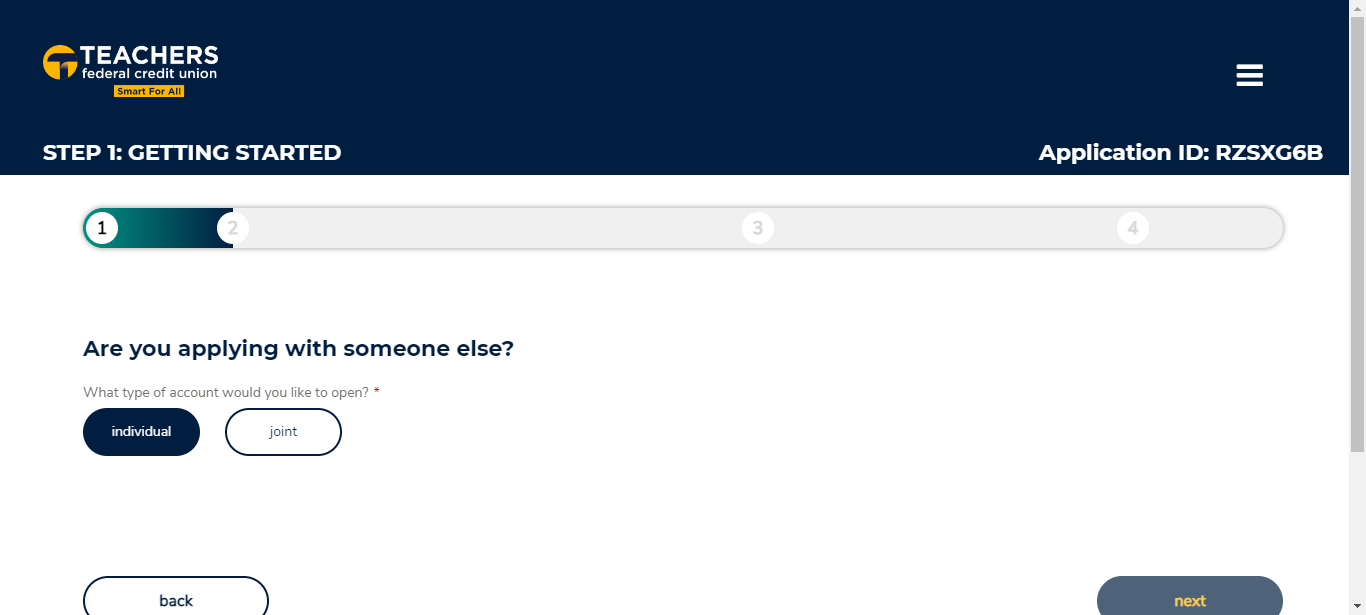 TEACHERS
federal credit union
Smart For All
STEP 1: GETTING STARTED
Application ID: RZSXG6B
1 2 3 4
Are you applying with someone else?
What type of account would you like to open? *
individual joint
back next